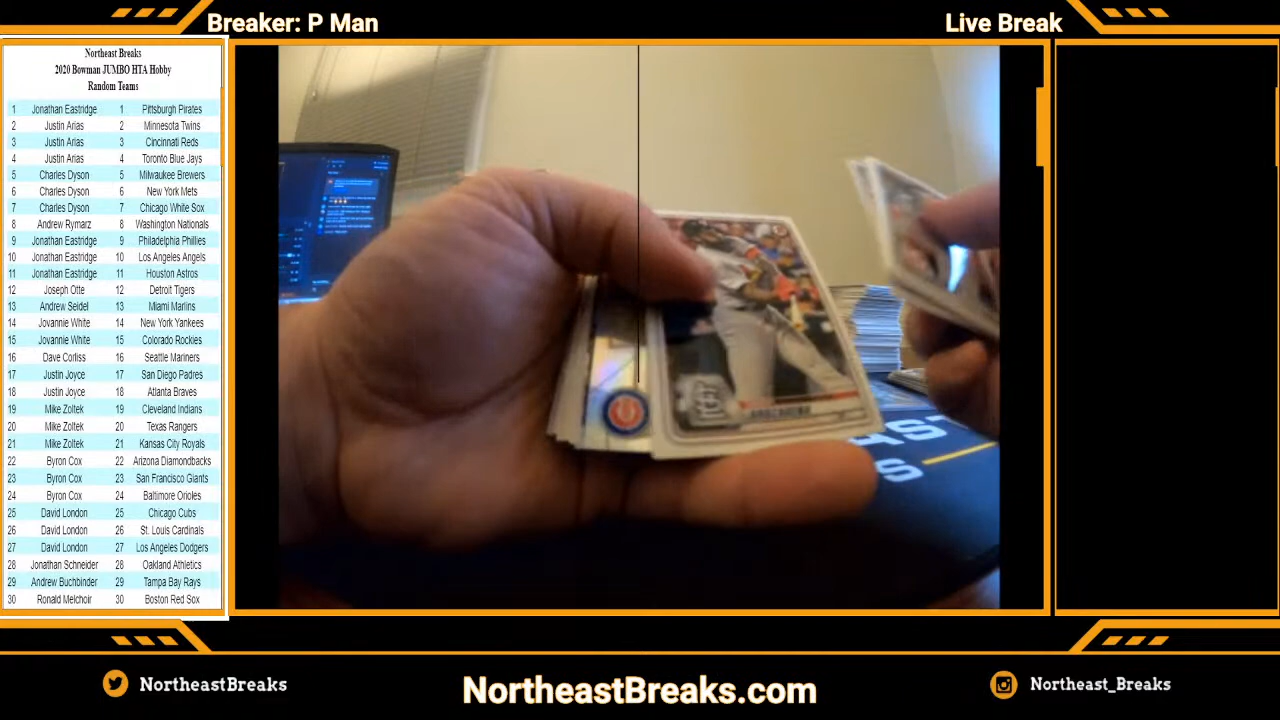 Breaker: P Man
Live Break
Northeast Breaks
2020 Bowman JUMBO HTA Hobby
Random Teams
1 Jonathan Eastridge 1 Pittsburgh Pirates
2 Justin Arias 2 Minnesota Twins
3 Justin Arias 3 Cincinnati Reds
4 Justin Arias 4 Toronto Blue Jays
5 Charles Dyson 5 Milwaukee Brewers
6 Charles Dyson 6 New York Mets
7 Charles Dyson 7 Chicago White Sox
8 Andrew Rymarz 8 Washington Nationals
9 Jonathan Eastridge 9 Philadelphia Phillies
10 Jonathan Eastridge 10 Los Angeles Angels
11 Jonathan Eastridge 11 Houston Astros
12 Joseph Otte 12 Detroit Tigers
13 Andrew Seidel 13 Miami Marlins
14 Jovannie White 14 New York Yankees
15 Jovannie White 15 Colorado Rockies
16 Dave Corliss 16 Seattle Mariners
17 Justin Joyce 17 San Diego Padres
18 Justin Joyce 18 Atlanta Braves
19 Mike Zoltek 19 Cleveland Indians
20 Mike Zoltek 20 Texas Rangers
21 Mike Zoltek 21 Kansas City Royals
22 Byron Cox 22 Arizona Diamondbacks
23 Byron Cox 23 San Francisco Giants
24 Byron Cox 24 Baltimore Orioles
25 David London 25 Chicago Cubs
26 David London 26 St. Louis Cardinals
27 David London 27 Los Angeles Dodgers
28 Jonathan Schneider 28 Oakland Athletics
29 Andrew Buchbinder 29 Tampa Bay Rays
30 Ronald Melchoir 30 Boston Red Sox
NortheastBreaks
NortheastBreaks.com
Northeast_Breaks